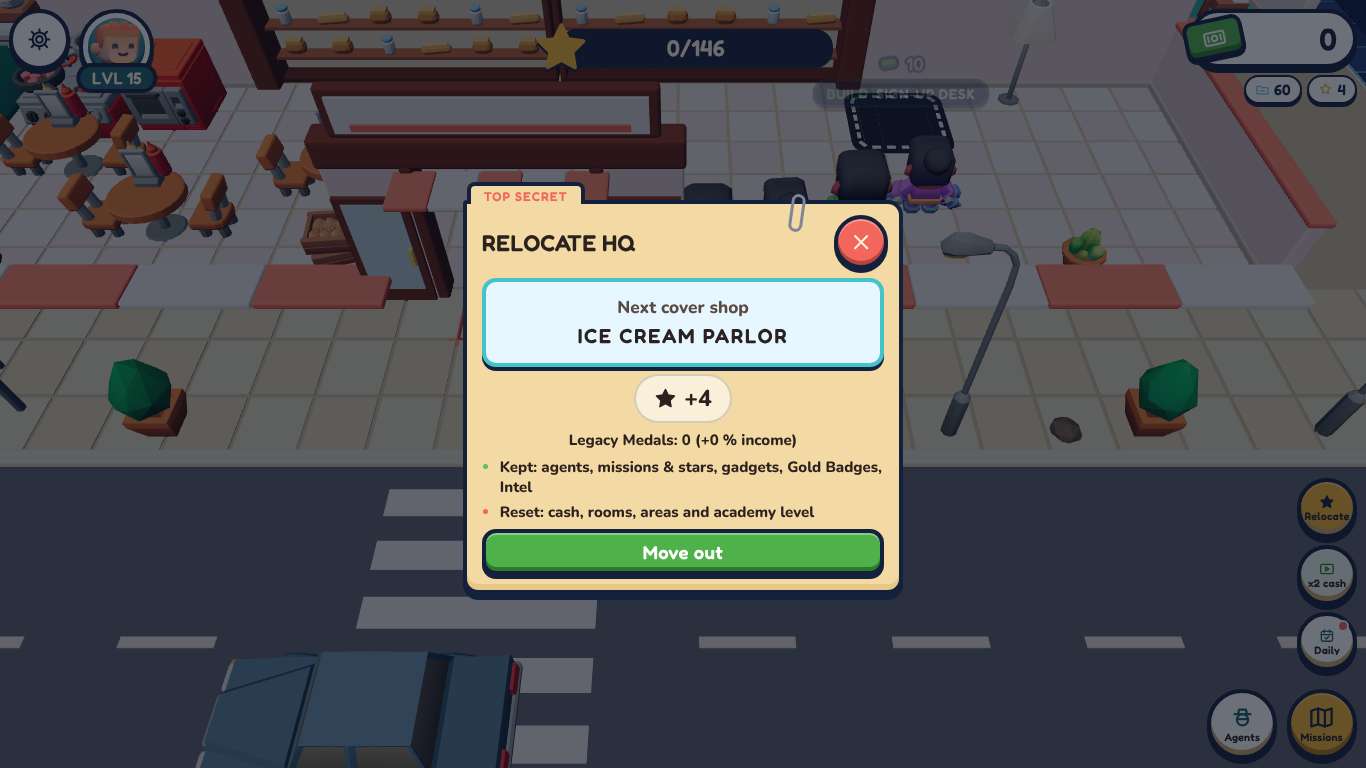 0/146
0
LVL 15
10
BUILD SIGN-UP DESK
60
4
TOP SECRET
RELOCATE HQ
Next cover shop
ICE CREAM PARLOR
+4
Legacy Medals: 0 (+0 % income)
Kept: agents, missions & stars, gadgets, Gold Badges,
Intel
Reset: cash, rooms, areas and academy level
Move out
Relocate
x2 cash
Daily
Agents
Missions